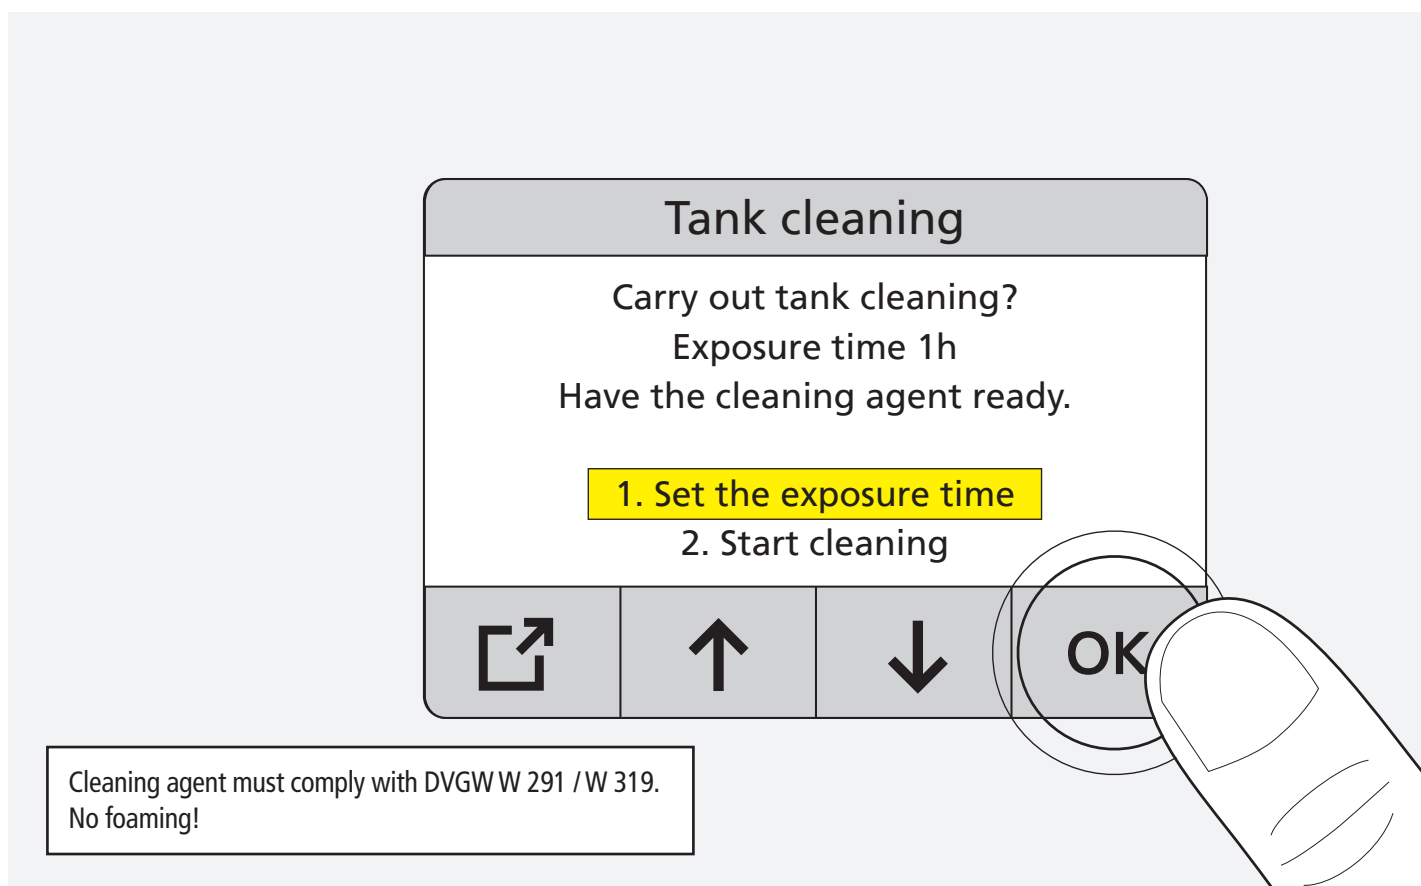 Tank cleaning
Carry out tank cleaning?
Exposure time 1h
Have the cleaning agent ready.
1. Set the exposure time
2. Start cleaning
OK
Cleaning agent must comply with DVGW W 291 / W 319.
No foaming!